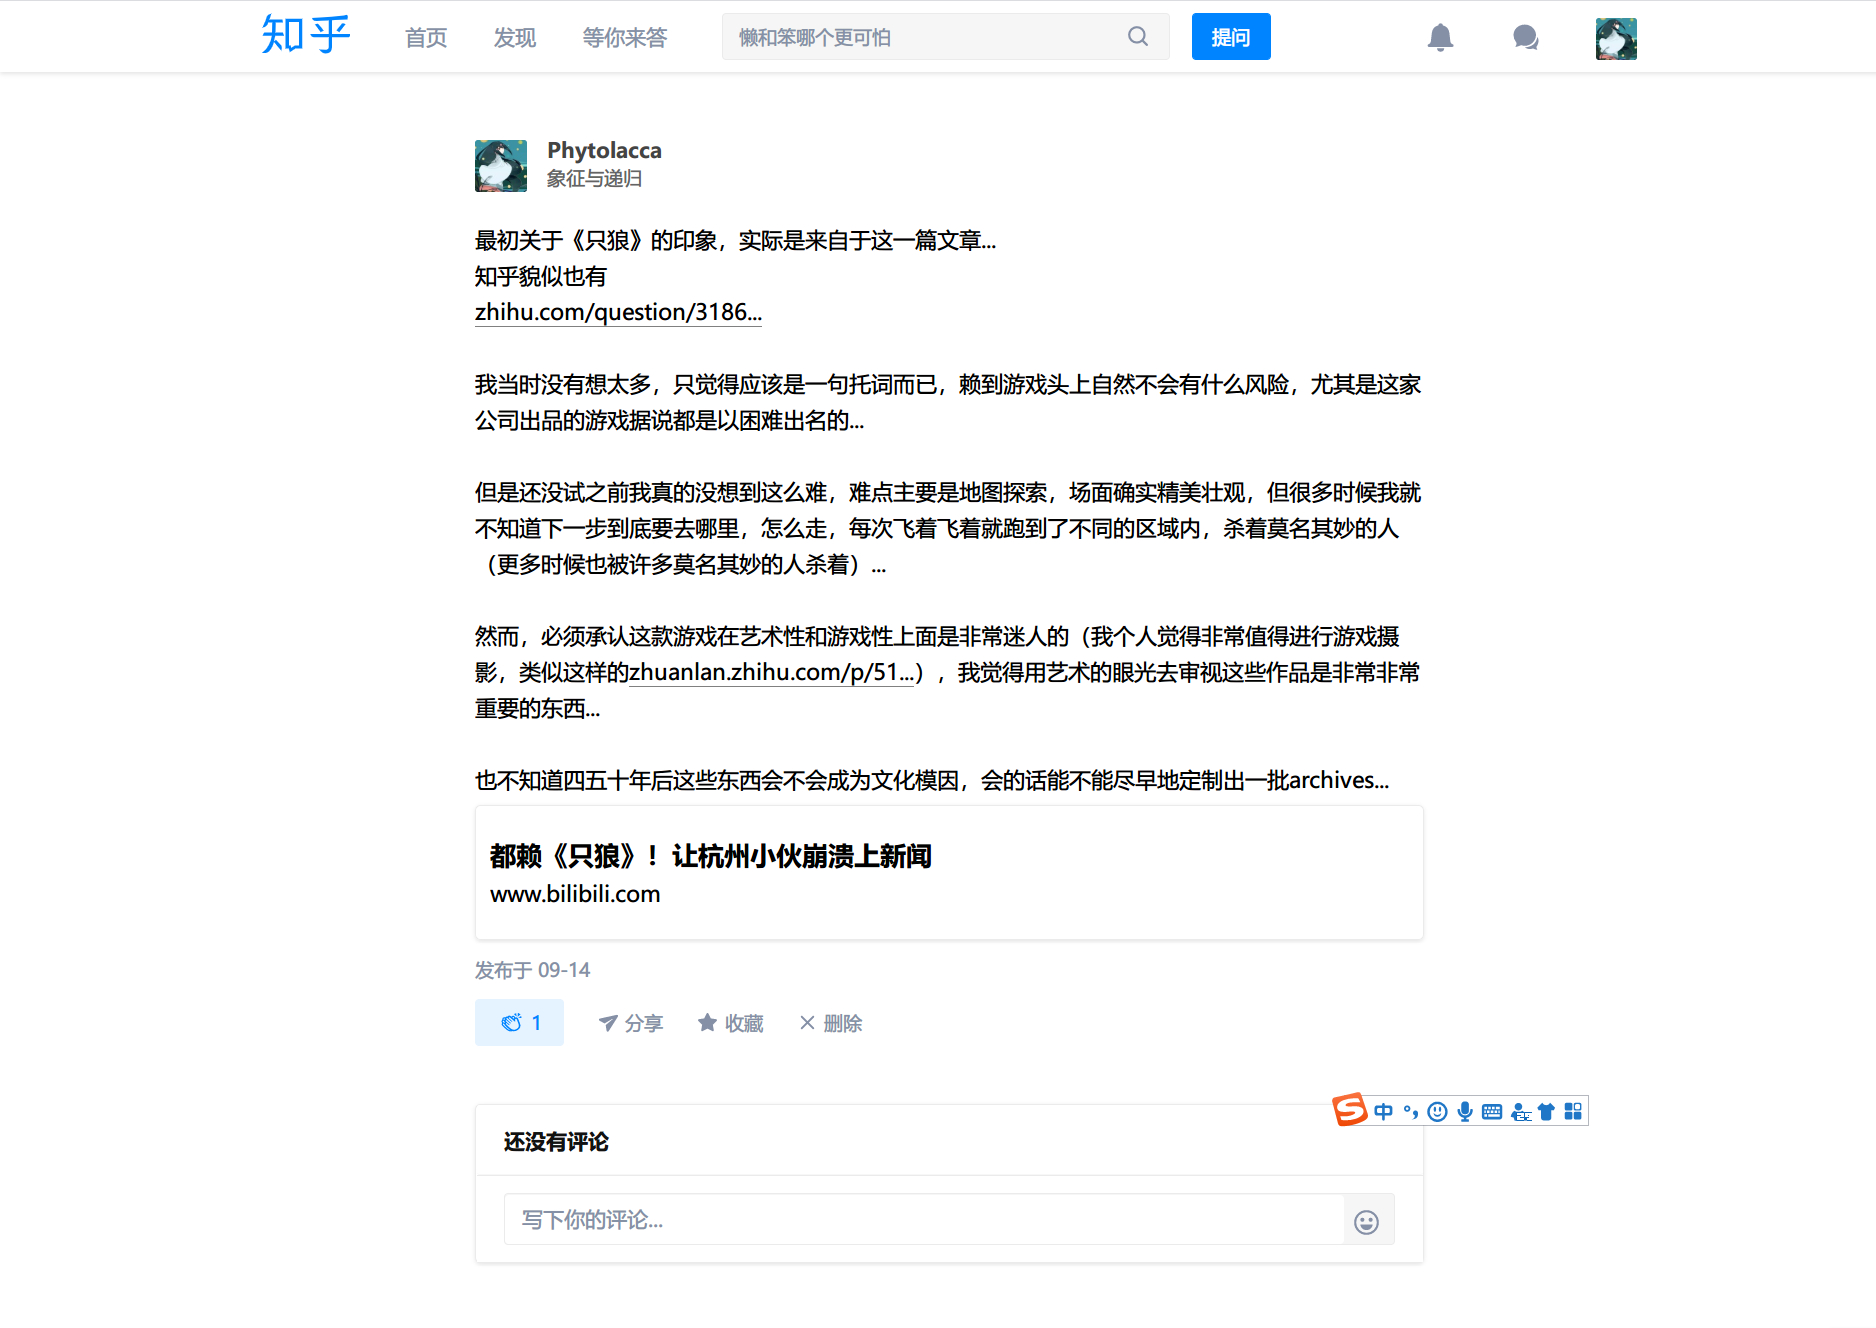 知乎 首页 发现 等你来答 懒和笨哪个更可怕 提问
Phytolacca
象征与递归
最初关于《只狼》的印象，实际是来自于这一篇文章...
知乎貌似也有
zhihu.com/question/3186...
我当时没有想太多，只觉得应该是一句托词而已，赖到游戏头上自然不会有什么风险，尤其是这家
公司出品的游戏据说都是以困难出名的...
但是还没试之前我真的没想到这么难，难点主要是地图探索，场面确实精美壮观，但很多时候我就
不知道下一步到底要去哪里，怎么走，每次飞着飞着就跑到了不同的区域内，杀着莫名其妙的人
（更多时候也被许多莫名其妙的人杀着）...
然而，必须承认这款游戏在艺术性和游戏性上面是非常迷人的（我个人觉得非常值得进行游戏摄
影，类似这样的zhuanlan.zhihu.com/p/51...），我觉得用艺术的眼光去审视这些作品是非常非常
重要的东西...
也不知道四五十年后这些东西会不会成为文化模因，会的话能不能尽早地定制出一批archives...
都赖《只狼》！让杭州小伙崩溃上新闻
www.bilibili.com
发布于 09-14
1 分享 收藏 删除
S 中
还没有评论
写下你的评论...